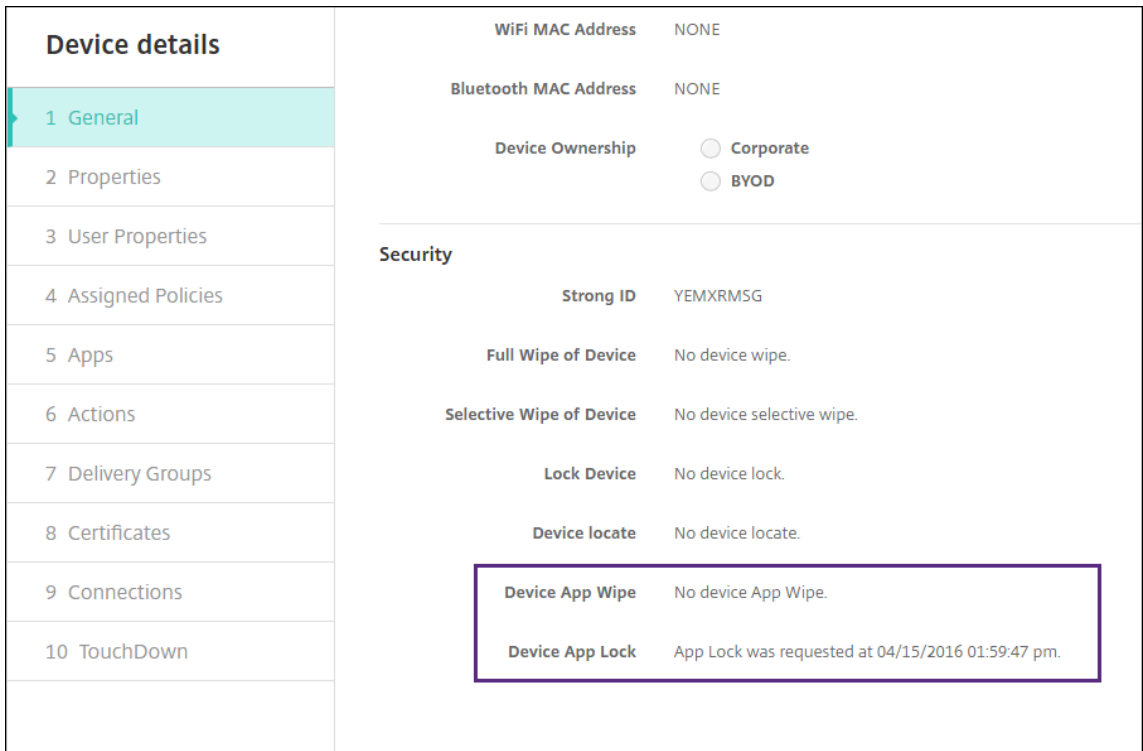 Device details
1 General
2 Properties
3 User Properties
4 Assigned Policies
5 Apps
6 Actions
7 Delivery Groups
8 Certificates
9 Connections
10 TouchDown
WiFi MAC Address NONE
Bluetooth MAC Address NONE
Device Ownership Corporate
BYOD
Security
Strong ID YEMXRMSG
Full Wipe of Device No device wipe.
Selective Wipe of Device No device selective wipe.
Lock Device No device lock.
Device locate No device locate.
Device App Wipe No device App Wipe.
Device App Lock App Lock was requested at 04/15/2016 01:59:47 pm.